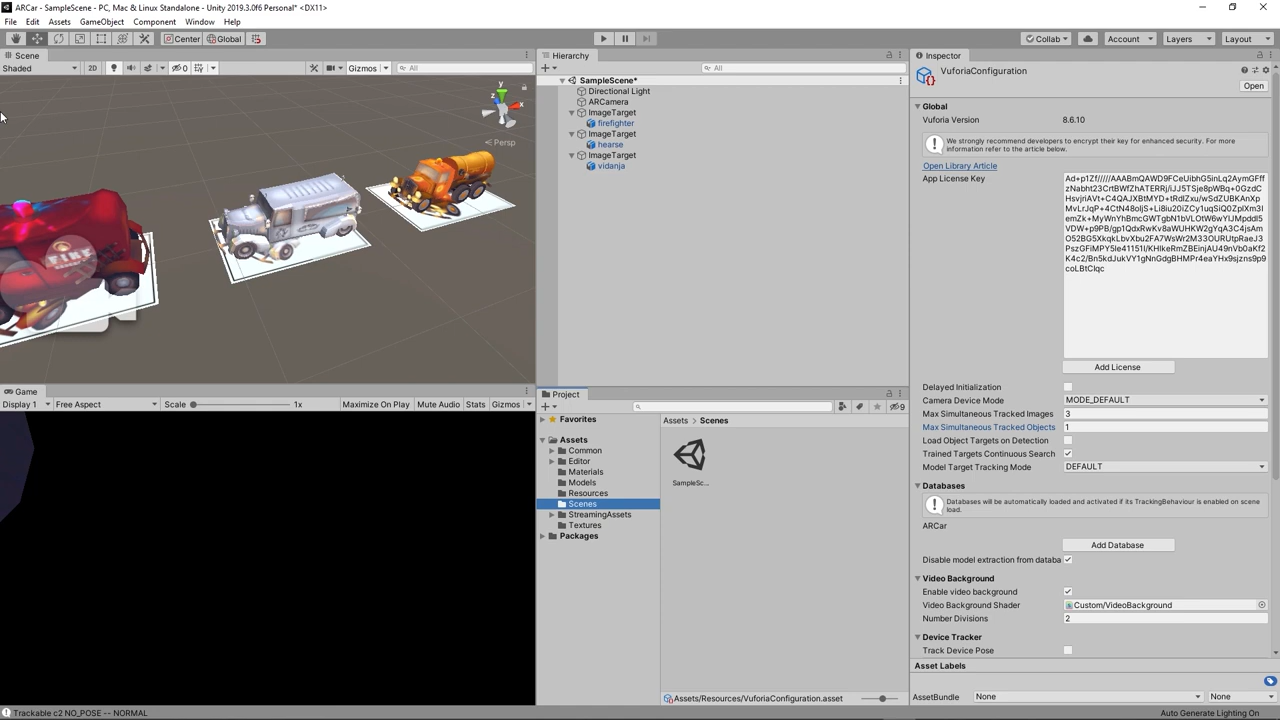 ARCar - SampleScene - PC, Mac & Linux Standalone - Unity 2019.3.0f6 Personal* <DX11>
File Edit Assets GameObject Component Window Help
Center Global Collab Account Layers Layout
Scene
Shaded 2D 0 Gizmos All
y
x
z
Persp
FIRE
Game
Display 1 Free Aspect Scale 1x Maximize On Play Mute Audio Stats Gizmos
Hierarchy
All
SampleScene*
Directional Light
ARCamera
ImageTarget
firefighter
ImageTarget
hearse
ImageTarget
vidanja
Project
9
Favorites
Assets
Common
Editor
Materials
Models
Resources
Scenes
StreamingAssets
Textures
Packages
Assets > Scenes
SampleSc...
Assets/Resources/VuforiaConfiguration.asset
Inspector
VuforiaConfiguration
Open
Global
Vuforia Version 8.6.10
We strongly recommend developers to encrypt their key for enhanced security. For more
information refer to the article below.
Open Library Article
App License Key
Add License
Delayed Initialization
Camera Device Mode MODE_DEFAULT
Max Simultaneous Tracked Images 3
Max Simultaneous Tracked Objects 1
Load Object Targets on Detection
Trained Targets Continuous Search
Model Target Tracking Mode DEFAULT
Databases
Databases will be automatically loaded and activated if its TrackingBehaviour is enabled on scene
load.
ARCar
Add Database
Disable model extraction from databa
Video Background
Enable video background
Video Background Shader Custom/VideoBackground
Number Divisions 2
Device Tracker
Track Device Pose
Asset Labels
AssetBundle None None
Trackable c2 NO_POSE -- NORMAL
Auto Generate Lighting On